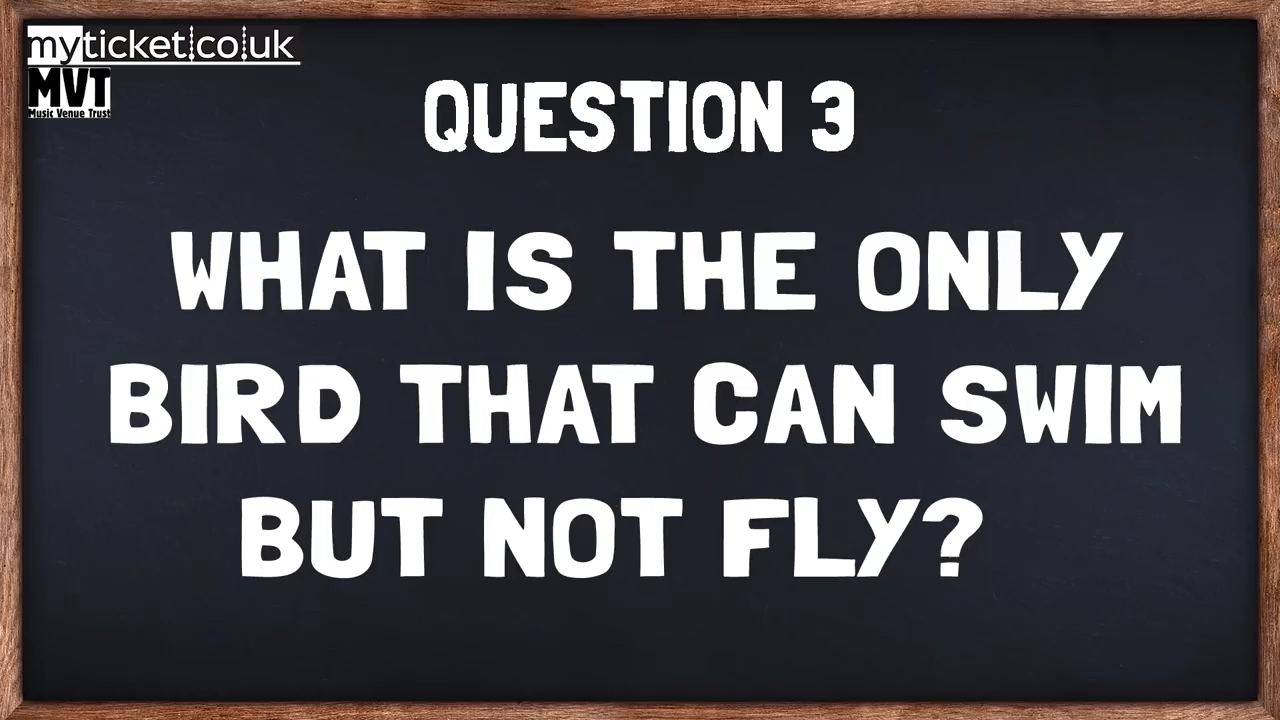 myticket.co.uk
MVT
Music Venue Trust
QUESTION 3
WHAT IS THE ONLY
BIRD THAT CAN SWIM
BUT NOT FLY?